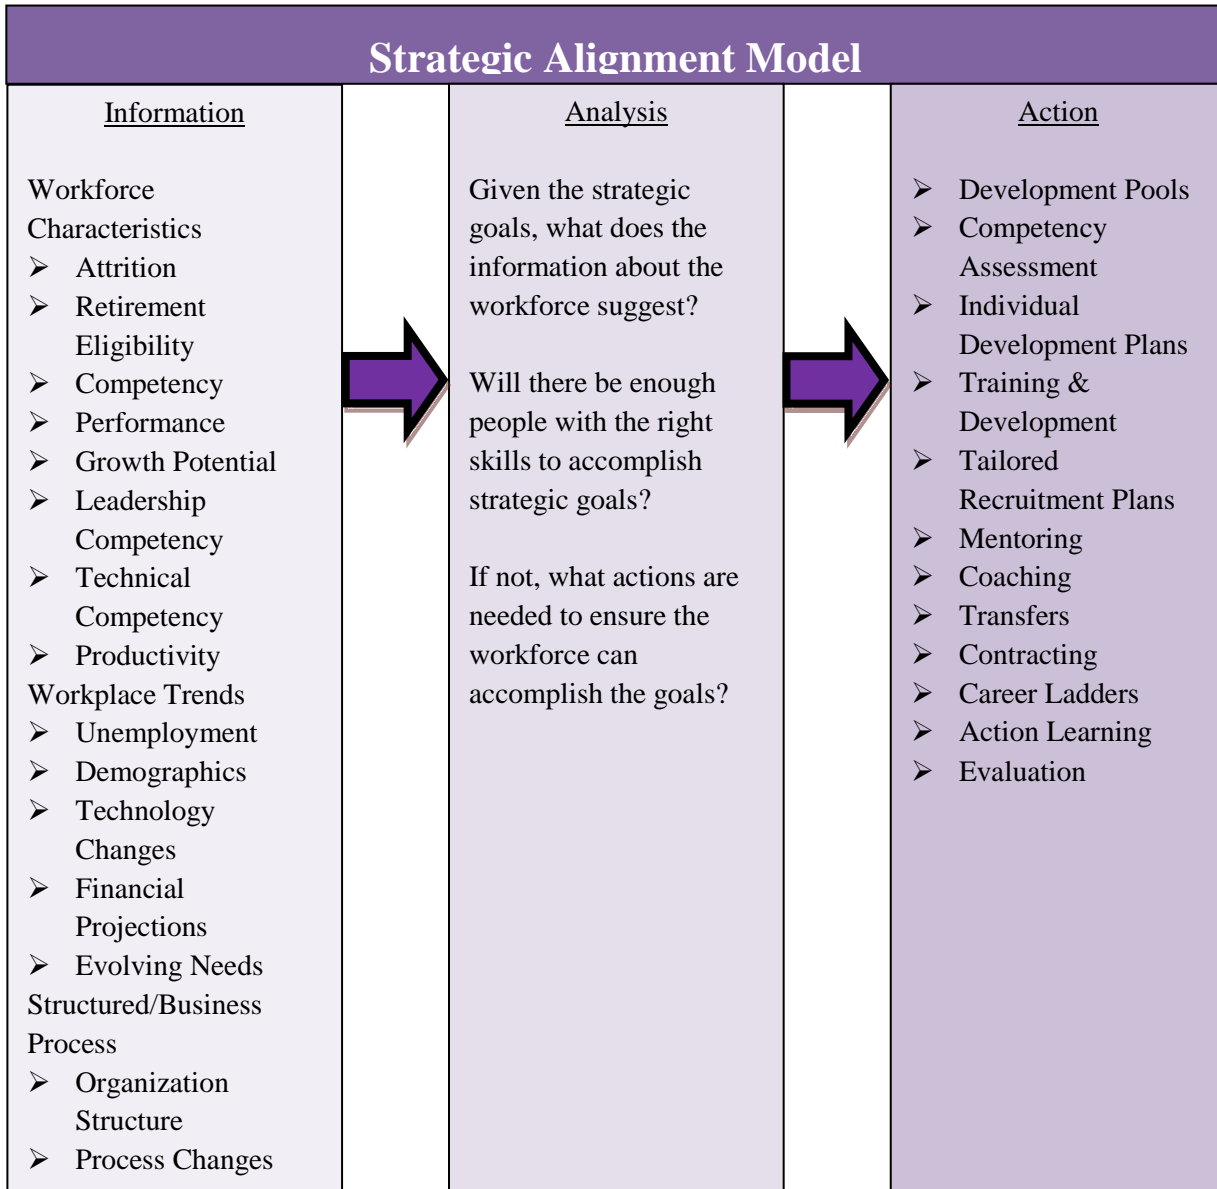 Strategic Alignment Model
Information
Workforce
Characteristics
➢ Attrition
➢ Retirement
Eligibility
➢ Competency
➢ Performance
➢ Growth Potential
➢ Leadership
Competency
➢ Technical
Competency
➢ Productivity
Workplace Trends
➢ Unemployment
➢ Demographics
➢ Technology
Changes
➢ Financial
Projections
➢ Evolving Needs
Structured/Business
Process
➢ Organization
Structure
➢ Process Changes
Analysis
Given the strategic
goals, what does the
information about the
workforce suggest?
Will there be enough
people with the right
skills to accomplish
strategic goals?
If not, what actions are
needed to ensure the
workforce can
accomplish the goals?
Action
➢ Development Pools
➢ Competency
Assessment
➢ Individual
Development Plans
➢ Training &
Development
➢ Tailored
Recruitment Plans
➢ Mentoring
➢ Coaching
➢ Transfers
➢ Contracting
➢ Career Ladders
➢ Action Learning
➢ Evaluation